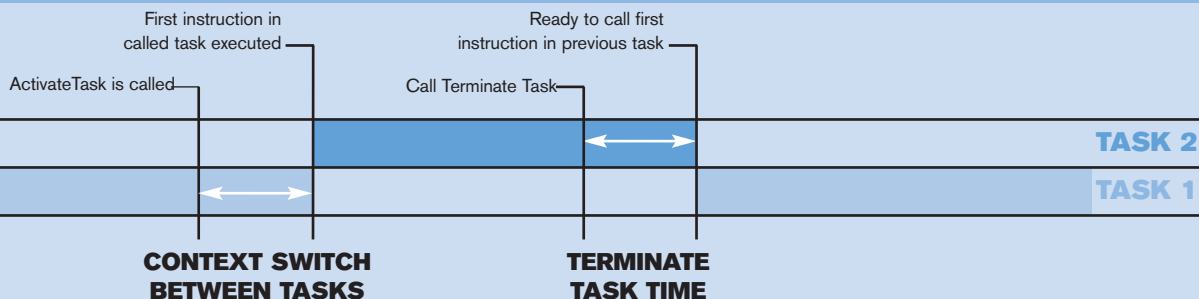 First instruction in
called task executed
Ready to call first
instruction in previous task
ActivateTask is called
Call Terminate Task
TASK 2
TASK 1
CONTEXT SWITCH
BETWEEN TASKS
TERMINATE
TASK TIME